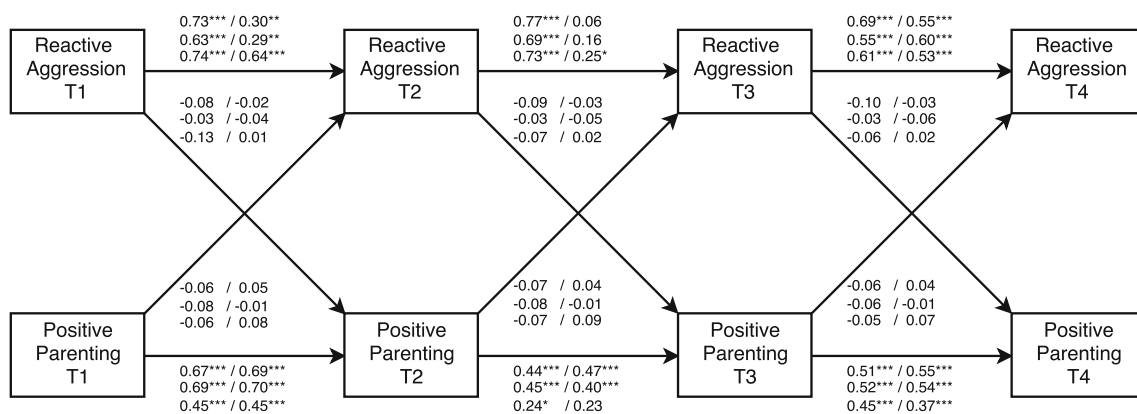 0.73*** / 0.30**
0.63*** / 0.29**
0.74*** / 0.64***
0.77*** / 0.06
0.69*** / 0.16
0.73*** / 0.25*
0.69*** / 0.55***
0.55*** / 0.60***
0.61*** / 0.53***
Reactive
Aggression
T1
Reactive
Aggression
T2
Reactive
Aggression
T3
Reactive
Aggression
T4
-0.08 / -0.02
-0.03 / -0.04
-0.13 / 0.01
-0.09 / -0.03
-0.03 / -0.05
-0.07 / 0.02
-0.10 / -0.03
-0.03 / -0.06
-0.06 / 0.02
-0.06 / 0.05
-0.08 / -0.01
-0.06 / 0.08
-0.07 / 0.04
-0.08 / -0.01
-0.07 / 0.09
-0.06 / 0.04
-0.06 / -0.01
-0.05 / 0.07
Positive
Parenting
T1
Positive
Parenting
T2
Positive
Parenting
T3
Positive
Parenting
T4
0.67*** / 0.69***
0.69*** / 0.70***
0.45*** / 0.45***
0.44*** / 0.47***
0.45*** / 0.40***
0.24* / 0.23
0.51*** / 0.55***
0.52*** / 0.54***
0.45*** / 0.37***